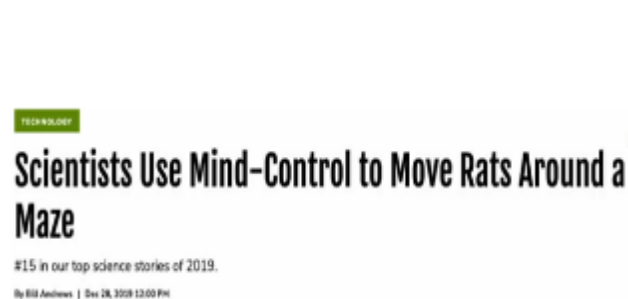 TECHNOLOGY
Scientists Use Mind-Control to Move Rats Around a
Maze
#15 in our top science stories of 2019.
By Bill Andrews | Dec 28, 2019 12:00 PM